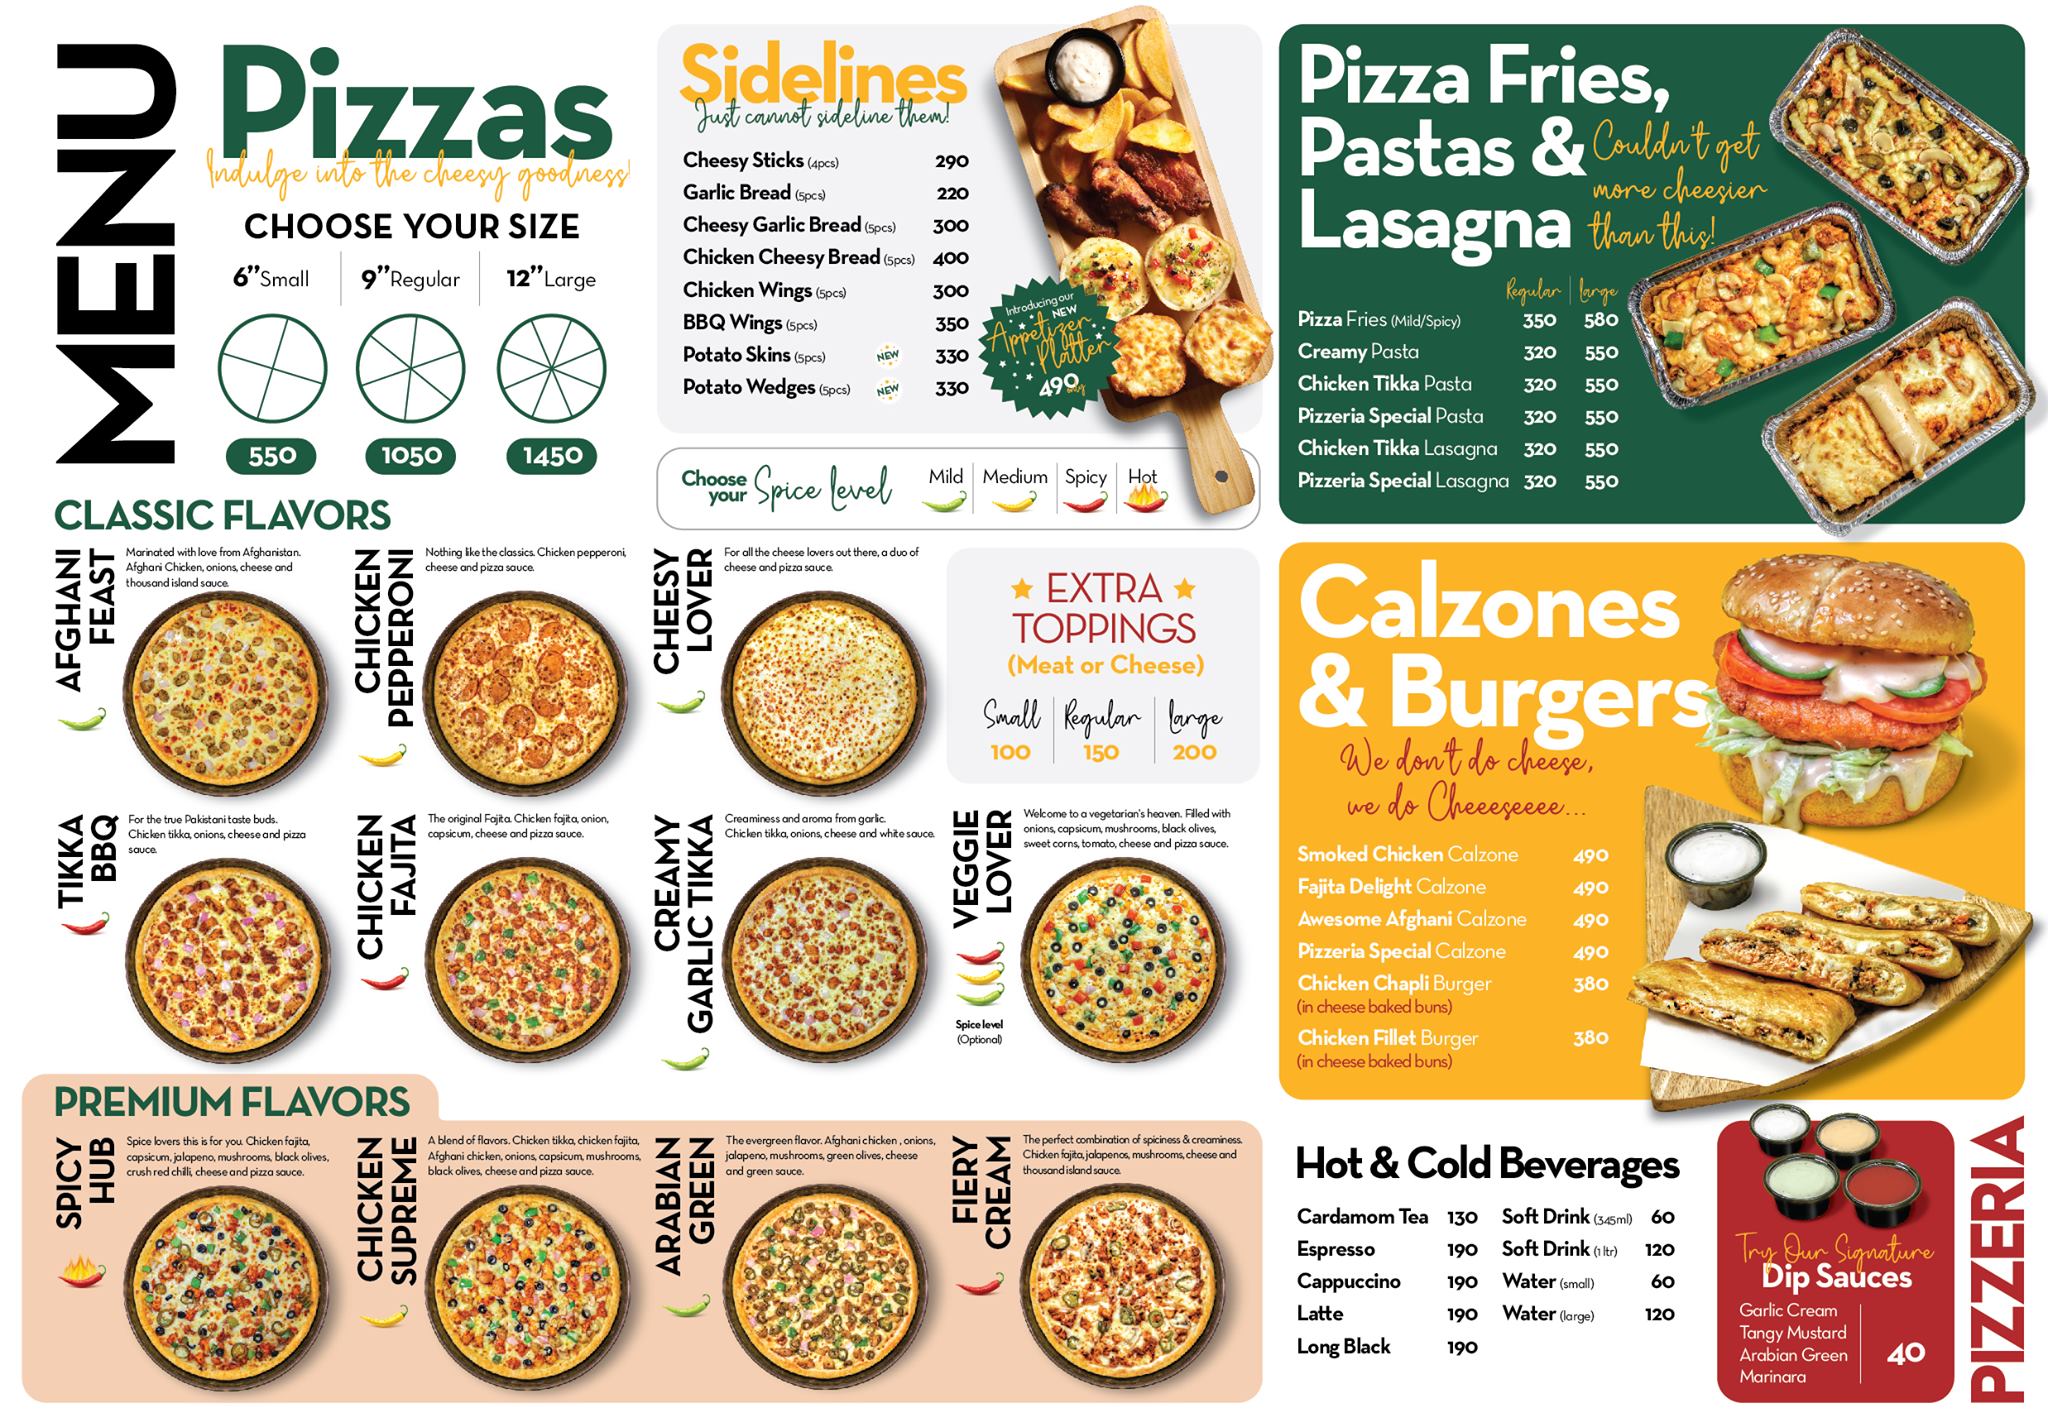 MENU
Pizzas
Indulge into the cheesy goodness!
CHOOSE YOUR SIZE
6”Small
9”Regular
12”Large
550
1050
1450
CLASSIC FLAVORS
AFGHANI
FEAST
Marinated with love from Afghanistan.
Afghani Chicken, onions, cheese and
thousand island sauce.
CHICKEN
PEPPERONI
Nothing like the classics. Chicken pepperoni,
cheese and pizza sauce.
CHEESY
LOVER
For all the cheese lovers out there, a duo of
cheese and pizza sauce.
TIKKA
BBQ
For the true Pakistani taste buds.
Chicken tikka, onions, cheese and pizza
sauce.
CHICKEN
FAJITA
The original Fajita. Chicken fajita, onion,
capsicum, cheese and pizza sauce.
CREAMY
GARLIC TIKKA
Creaminess and aroma from garlic.
Chicken tikka, onions, cheese and white sauce.
VEGGIE
LOVER
Welcome to a vegetarian's heaven. Filled with
onions, capsicum, mushrooms, black olives,
sweet corns, tomato, cheese and pizza sauce.
Spice level
(Optional)
PREMIUM FLAVORS
SPICY
HUB
Spice lovers this is for you. Chicken fajita,
capsicum, jalapeno, mushrooms, black olives,
crush red chilli, cheese and pizza sauce.
CHICKEN
SUPREME
A blend of flavors. Chicken tikka, chicken fajita,
Afghani chicken, onions, capsicum, mushrooms,
black olives, cheese and pizza sauce.
ARABIAN
GREEN
The evergreen flavor. Afghani chicken , onions,
jalapeno, mushrooms, green olives, cheese
and green sauce.
FIERY
CREAM
The perfect combination of spiciness & creaminess.
Chicken fajita, jalapenos, mushrooms, cheese and
thousand island sauce.
Sidelines
Just cannot sideline them!
Cheesy Sticks (4pcs) 290
Garlic Bread (5pcs) 220
Cheesy Garlic Bread (5pcs) 300
Chicken Cheesy Bread (5pcs) 400
Chicken Wings (5pcs) 300
BBQ Wings (5pcs) 350
Potato Skins (5pcs) NEW 330
Potato Wedges (5pcs) NEW 330
Introducing our
NEW
Appetizer
Platter
490 only
Choose
your Spice level
Mild
Medium
Spicy
Hot
EXTRA
TOPPINGS
(Meat or Cheese)
Small Regular Large
100 150 200
Pizza Fries,
Pastas &
Lasagna
Couldn't get
more cheesier
than this!
Regular Large
Pizza Fries (Mild/Spicy) 350 580
Creamy Pasta 320 550
Chicken Tikka Pasta 320 550
Pizzeria Special Pasta 320 550
Chicken Tikka Lasagna 320 550
Pizzeria Special Lasagna 320 550
Calzones
& Burgers
We don't do cheese,
we do Cheeeseeee...
Smoked Chicken Calzone 490
Fajita Delight Calzone 490
Awesome Afghani Calzone 490
Pizzeria Special Calzone 490
Chicken Chapli Burger 380
(in cheese baked buns)
Chicken Fillet Burger 380
(in cheese baked buns)
Hot & Cold Beverages
Cardamom Tea 130
Espresso 190
Cappuccino 190
Latte 190
Long Black 190
Soft Drink (345ml) 60
Soft Drink (1 ltr) 120
Water (small) 60
Water (large) 120
Try Our Signature
Dip Sauces
Garlic Cream
Tangy Mustard
Arabian Green
Marinara
40
PIZZERIA